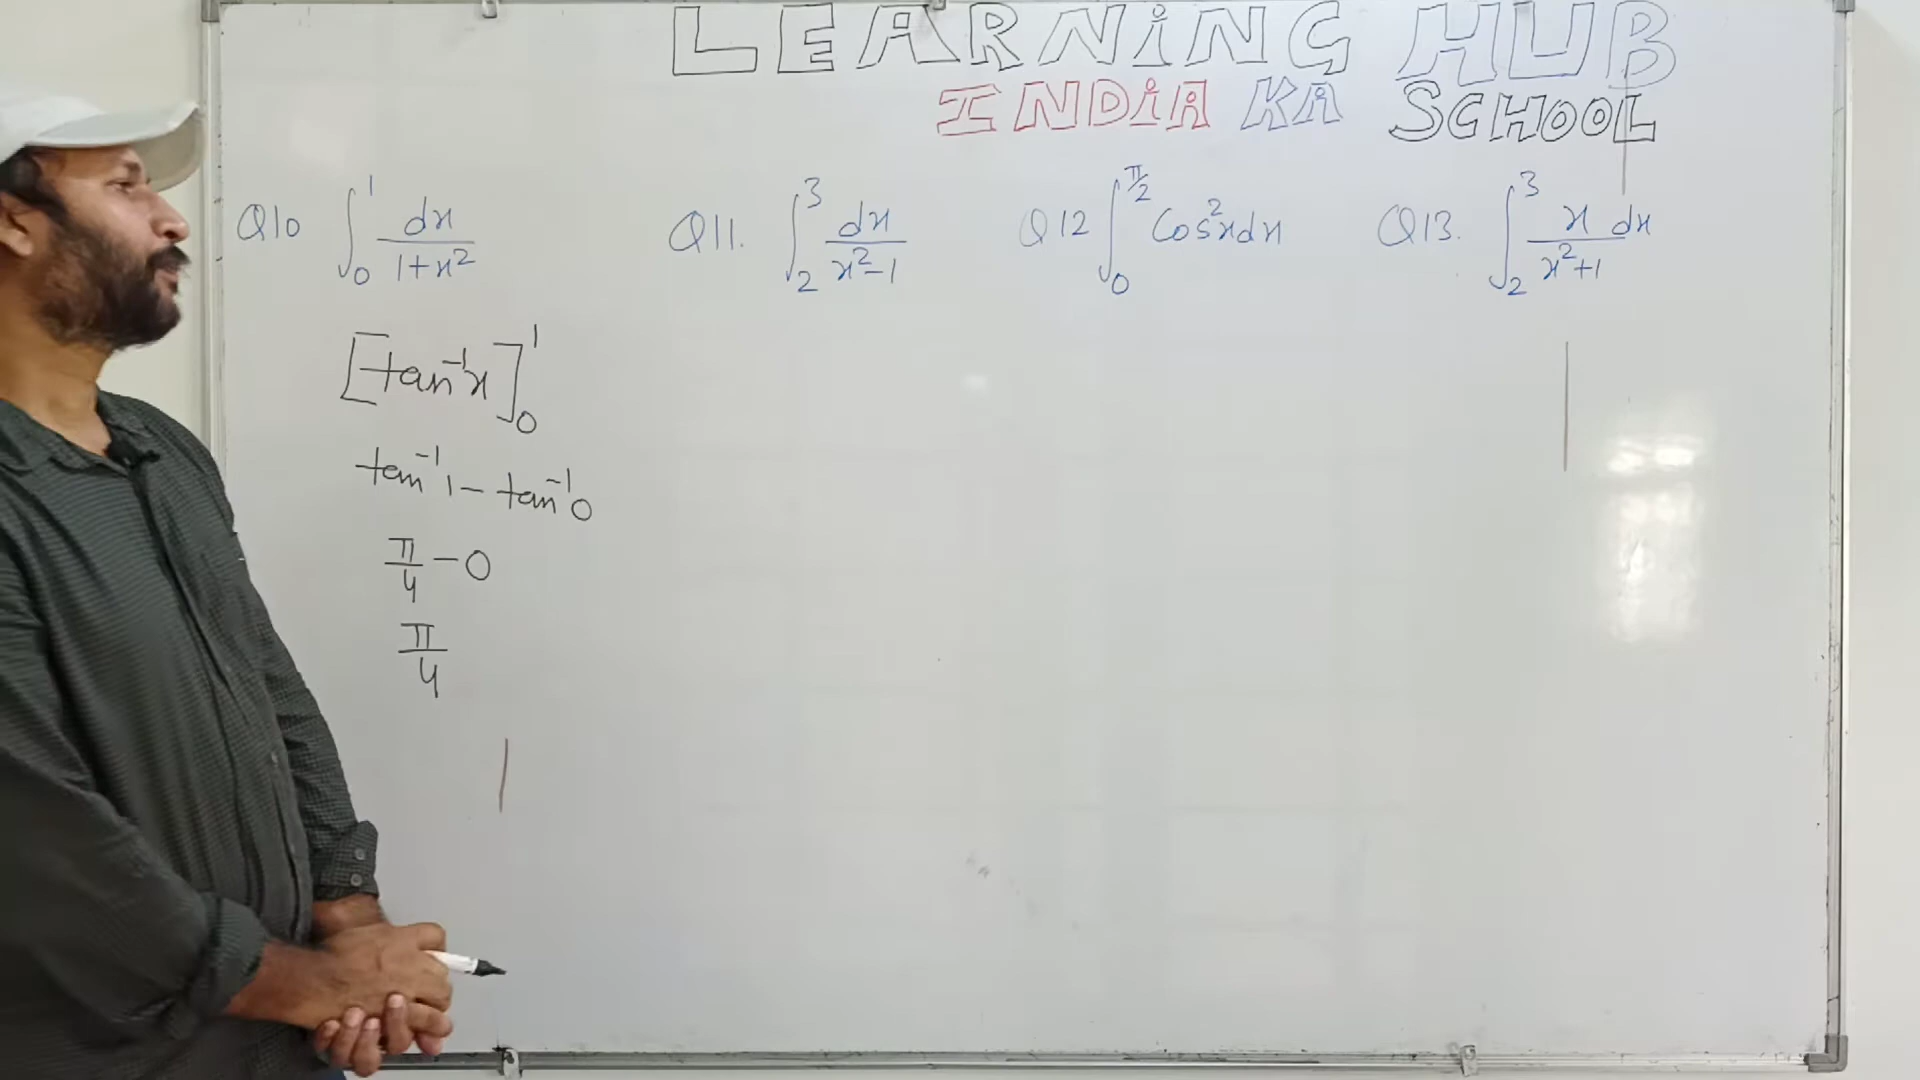 LEARNING HUB
INDIA KA SCHOOL
Q10 ∫₀¹ dx/(1+x²)
Q11. ∫₂³ dx/(x²-1)
Q12 ∫₀^(π/2) Cos²x dx
Q13. ∫₂³ x dx/(x²+1)
[tan⁻¹x]₀¹
tan⁻¹1 - tan⁻¹0
π/4 - 0
π/4